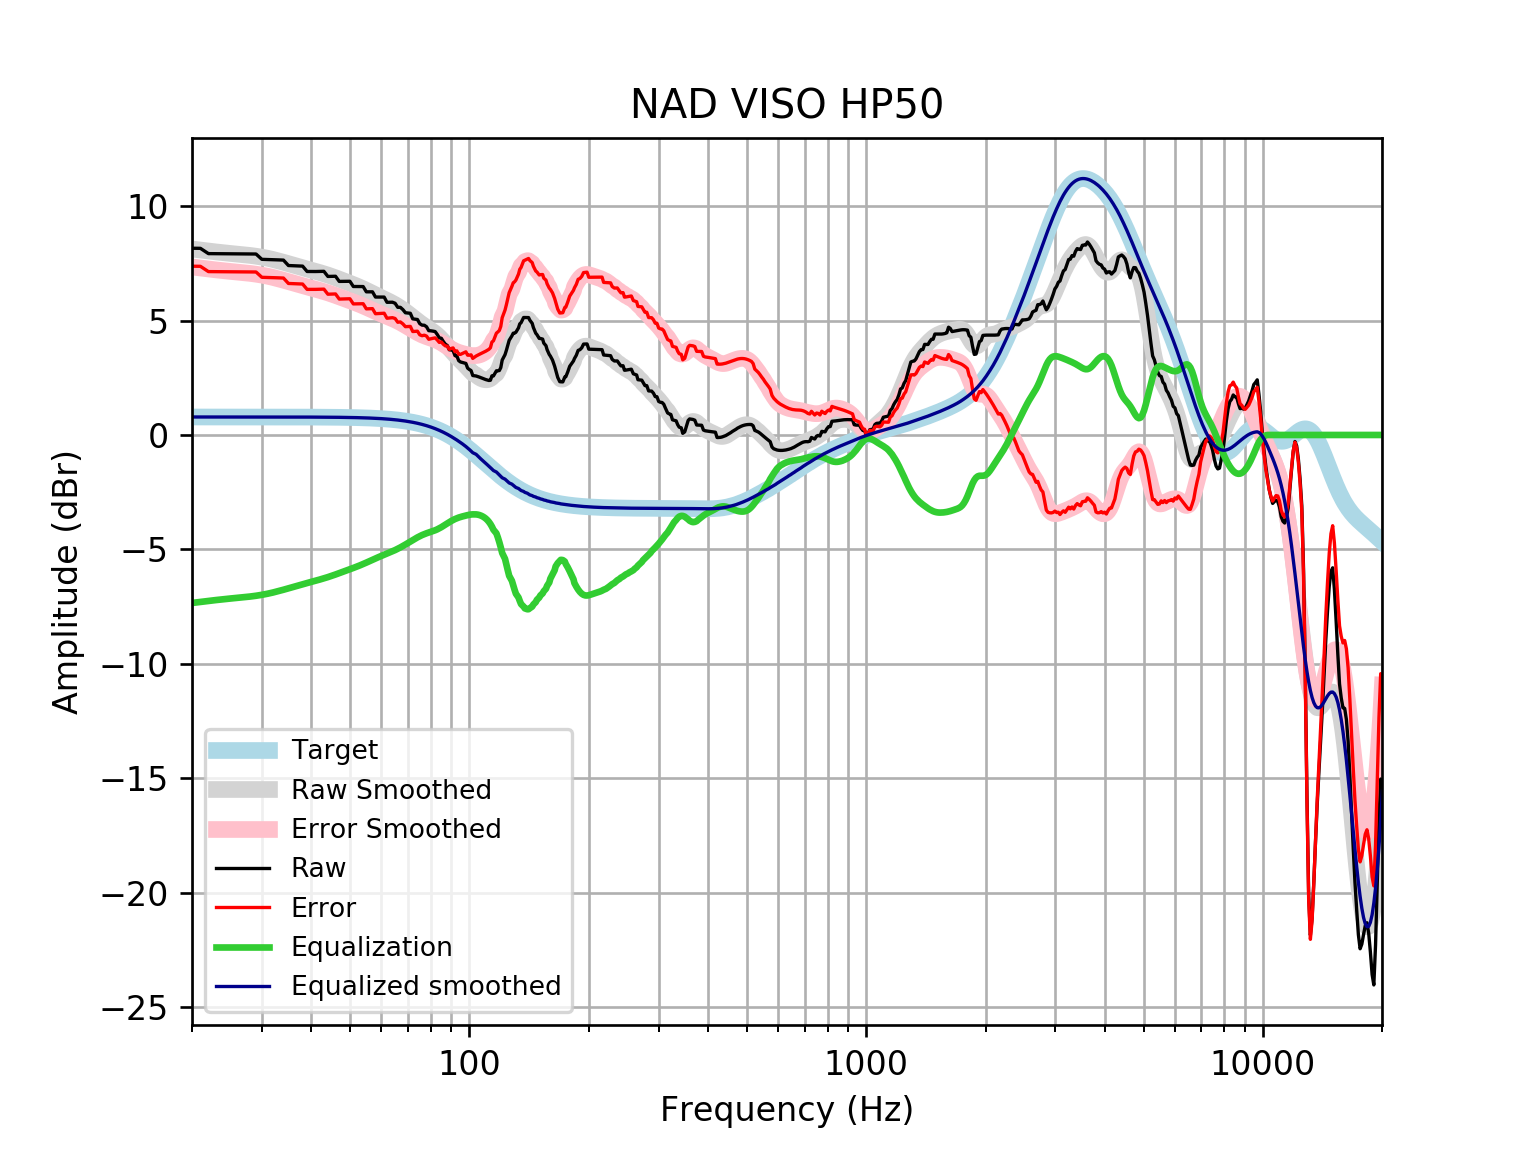 NAD VISO HP50
10
5
0
−5
−10
−15
−20
−25
Amplitude (dBr)
Target
Raw Smoothed
Error Smoothed
Raw
Error
Equalization
Equalized smoothed
100 1000 10000
Frequency (Hz)